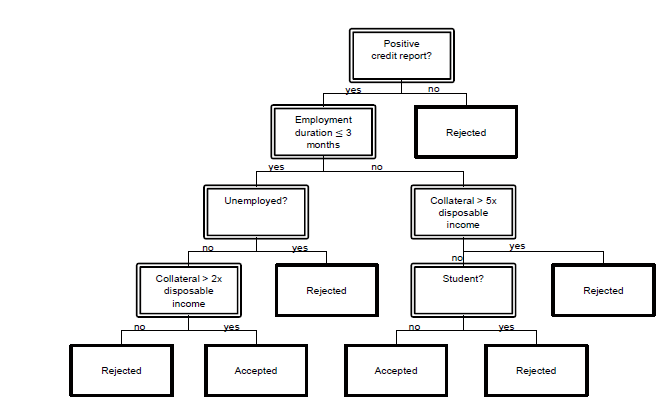 Positive
credit report?
yes
no
Employment
duration ≤ 3
months
Rejected
yes
no
Unemployed?
Collateral > 5x
disposable
income
no
yes
no
yes
Collateral > 2x
disposable
income
Rejected
Student?
Rejected
no
yes
no
yes
Rejected
Accepted
Accepted
Rejected